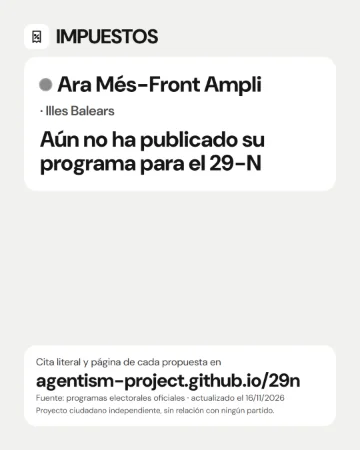 IMPUESTOS
Ara Més-Front Ampli
· Illes Balears
Aún no ha publicado su
programa para el 29-N
Cita literal y página de cada propuesta en
agentism-project.github.io/29n
Fuente: programas electorales oficiales · actualizado el 16/11/2026
Proyecto ciudadano independiente, sin relación con ningún partido.